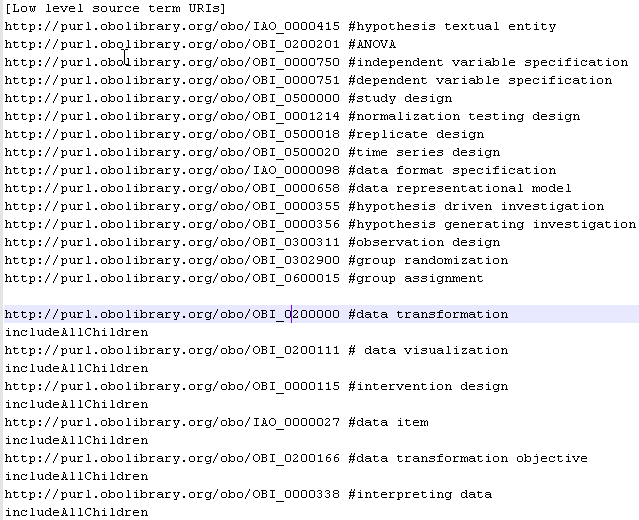 [Low level source term URIs]
http://purl.obolibrary.org/obo/IAO_0000415 #hypothesis textual entity
http://purl.obolibrary.org/obo/OBI_0200201 #ANOVA
http://purl.obolibrary.org/obo/OBI_0000750 #independent variable specification
http://purl.obolibrary.org/obo/OBI_0000751 #dependent variable specification
http://purl.obolibrary.org/obo/OBI_0500000 #study design
http://purl.obolibrary.org/obo/OBI_0001214 #normalization testing design
http://purl.obolibrary.org/obo/OBI_0500018 #replicate design
http://purl.obolibrary.org/obo/OBI_0500020 #time series design
http://purl.obolibrary.org/obo/IAO_0000098 #data format specification
http://purl.obolibrary.org/obo/OBI_0000658 #data representational model
http://purl.obolibrary.org/obo/OBI_0000355 #hypothesis driven investigation
http://purl.obolibrary.org/obo/OBI_0000356 #hypothesis generating investigation
http://purl.obolibrary.org/obo/OBI_0300311 #observation design
http://purl.obolibrary.org/obo/OBI_0302900 #group randomization
http://purl.obolibrary.org/obo/OBI_0600015 #group assignment
http://purl.obolibrary.org/obo/OBI_0200000 #data transformation
includeAllChildren
http://purl.obolibrary.org/obo/OBI_0200111 # data visualization
includeAllChildren
http://purl.obolibrary.org/obo/OBI_0000115 #intervention design
includeAllChildren
http://purl.obolibrary.org/obo/IAO_0000027 #data item
includeAllChildren
http://purl.obolibrary.org/obo/OBI_0200166 #data transformation objective
includeAllChildren
http://purl.obolibrary.org/obo/OBI_0000338 #interpreting data
includeAllChildren